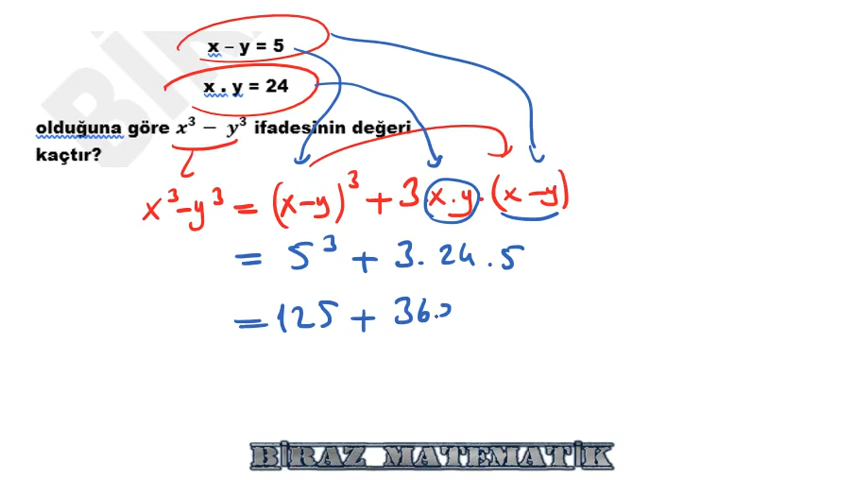 x – y = 5
x . y = 24
olduğuna göre x³ − y³ ifadesinin değeri
kaçtır?
x³-y³ = (x-y)³ + 3 x.y.(x-y)
= 5³ + 3.24.5
= 125 + 36
BİRAZ MATEMATİK